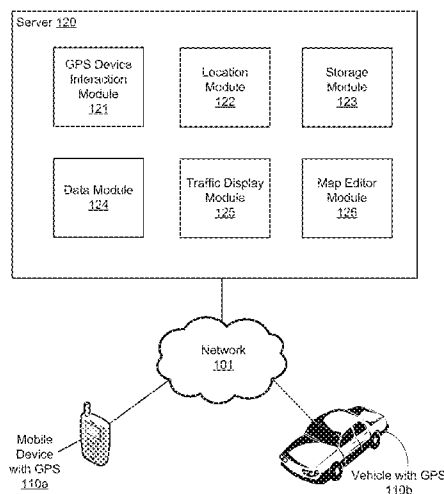 Server 120
GPS Device
Interaction
Module
121
Location
Module
122
Storage
Module
123
Data Module
124
Traffic Display
Module
125
Map Editor
Module
126
Network
101
Mobile
Device
with GPS
110a
Vehicle with GPS
110b